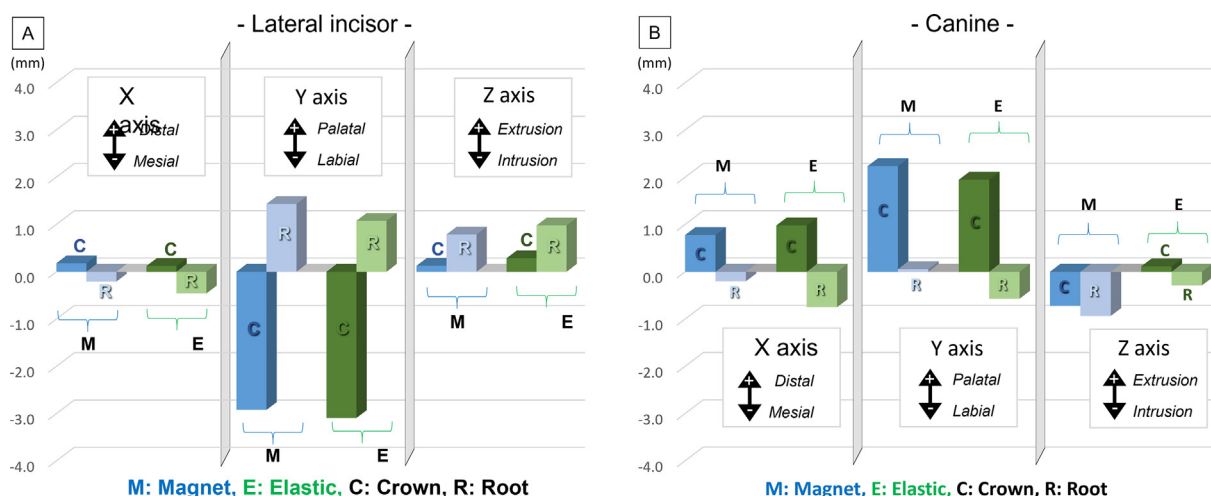 A
- Lateral incisor -
(mm)
4.0
3.0
2.0
1.0
0.0
-1.0
-2.0
-3.0
-4.0
X axis
+ Distal
- Mesial
Y axis
+ Palatal
- Labial
Z axis
+ Extrusion
- Intrusion
C
R
M
C
R
E
C
R
M
C
R
E
C
R
M
C
R
E
M: Magnet, E: Elastic, C: Crown, R: Root
B
- Canine -
(mm)
4.0
3.0
2.0
1.0
0.0
-1.0
-2.0
-3.0
-4.0
M
C
R
E
C
R
M
C
R
E
C
R
M
C
R
E
C
R
X axis
+ Distal
- Mesial
Y axis
+ Palatal
- Labial
Z axis
+ Extrusion
- Intrusion
M: Magnet, E: Elastic, C: Crown, R: Root